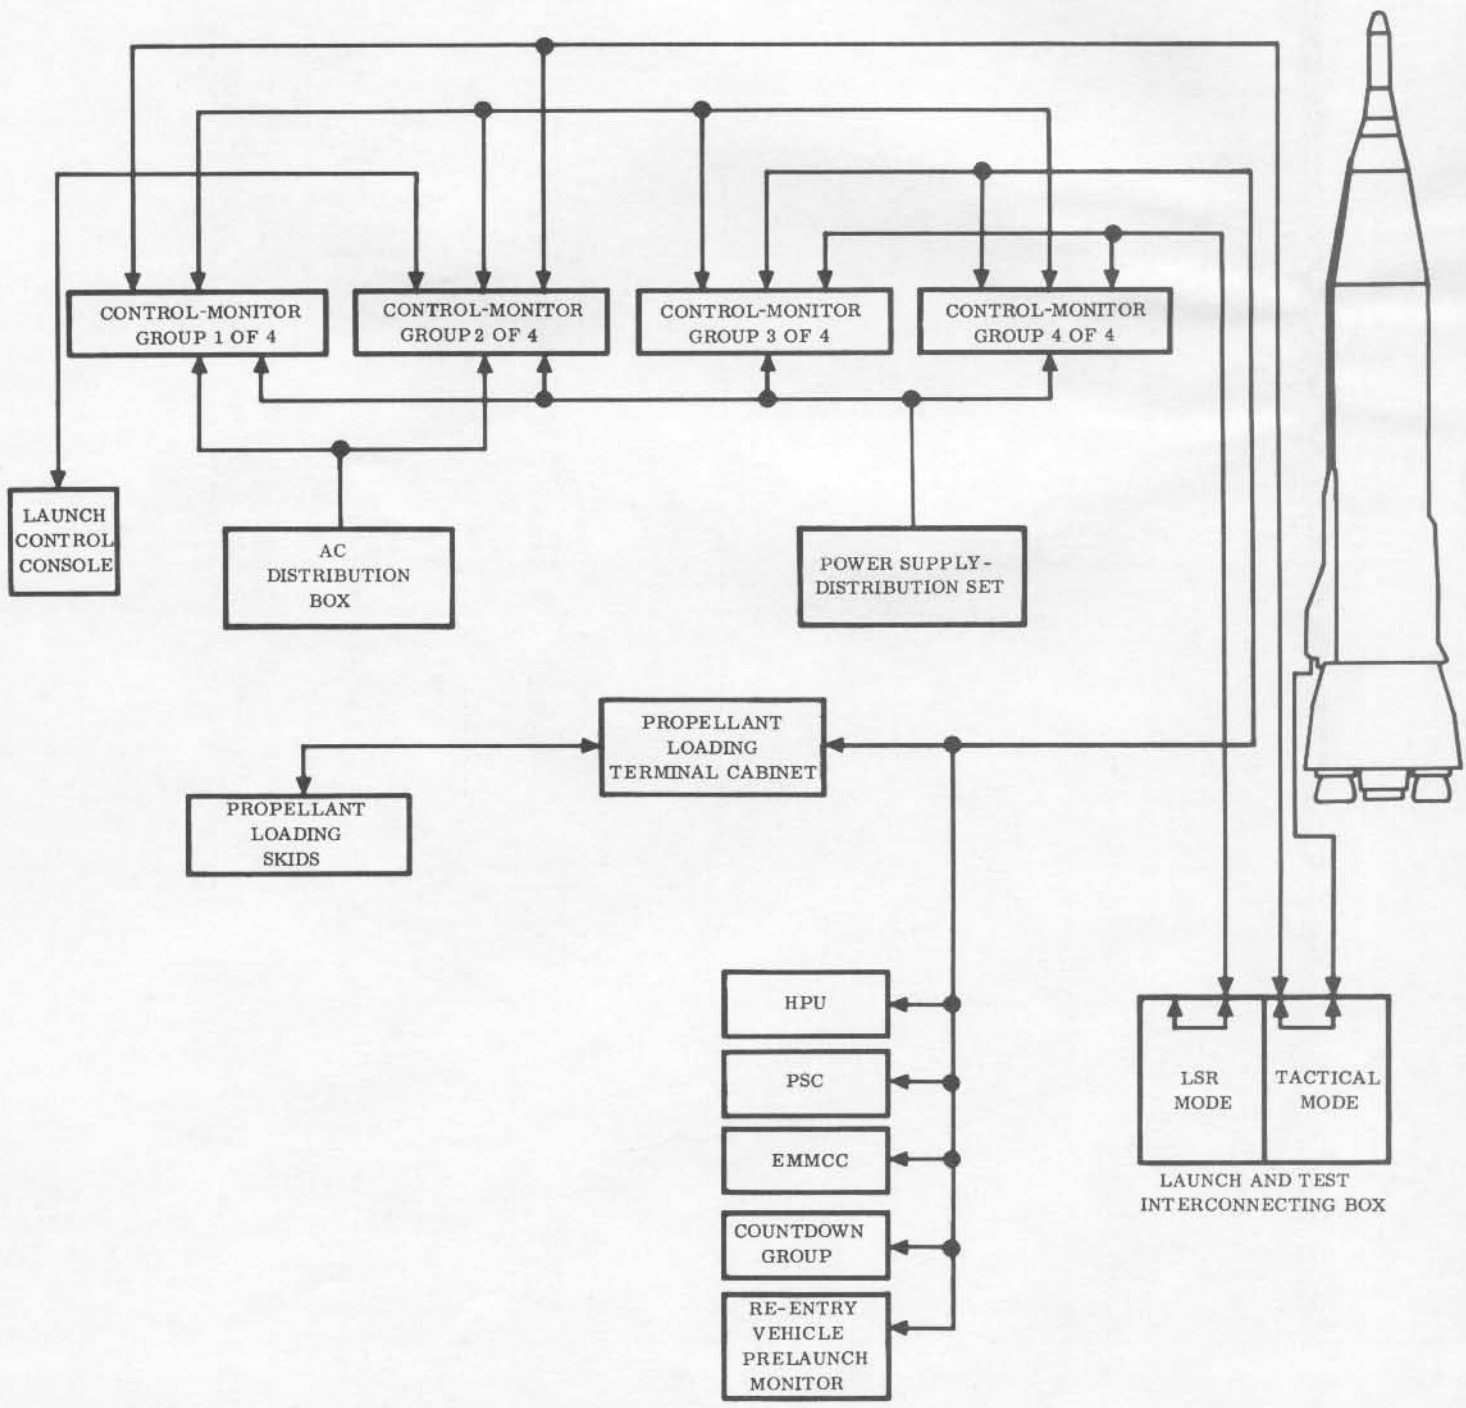 CONTROL-MONITOR
GROUP 1 OF 4
CONTROL-MONITOR
GROUP 2 OF 4
CONTROL-MONITOR
GROUP 3 OF 4
CONTROL-MONITOR
GROUP 4 OF 4
LAUNCH
CONTROL
CONSOLE
AC
DISTRIBUTION
BOX
POWER SUPPLY-
DISTRIBUTION SET
PROPELLANT
LOADING
TERMINAL CABINET
PROPELLANT
LOADING
SKIDS
HPU
PSC
EMMCC
COUNTDOWN
GROUP
RE-ENTRY
VEHICLE
PRELAUNCH
MONITOR
LSR
MODE
TACTICAL
MODE
LAUNCH AND TEST
INTERCONNECTING BOX